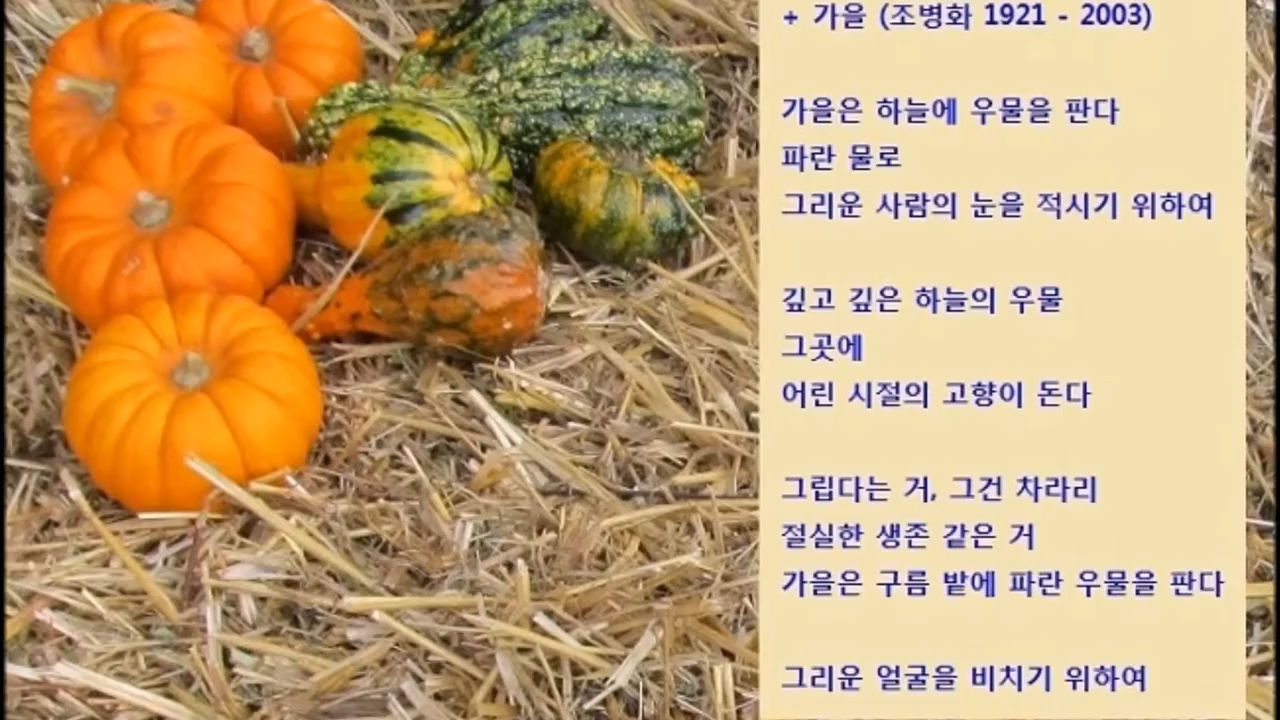 + 가을 (조병화 1921 - 2003)
가을은 하늘에 우물을 판다
파란 물로
그리운 사람의 눈을 적시기 위하여
깊고 깊은 하늘의 우물
그곳에
어린 시절의 고향이 돈다
그립다는 거, 그건 차라리
절실한 생존 같은 거
가을은 구름 밭에 파란 우물을 판다
그리운 얼굴을 비치기 위하여